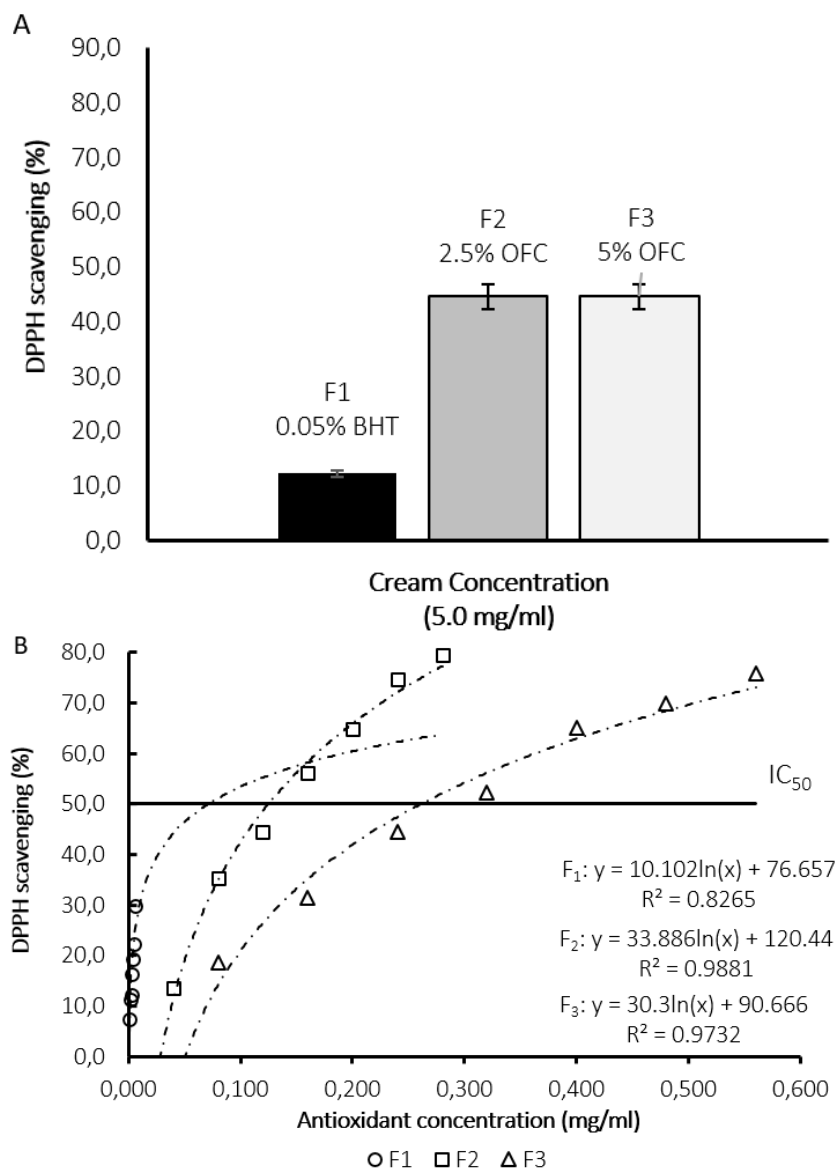 A
90,0
80,0
70,0
60,0
50,0
40,0
30,0
20,0
10,0
0,0
DPPH scavenging (%)
F1
0.05% BHT
F2
2.5% OFC
F3
5% OFC
Cream Concentration
(5.0 mg/ml)
B
80,0
70,0
60,0
50,0
40,0
30,0
20,0
10,0
0,0
DPPH scavenging (%)
IC50
F1: y = 10.102ln(x) + 76.657
R² = 0.8265
F2: y = 33.886ln(x) + 120.44
R² = 0.9881
F3: y = 30.3ln(x) + 90.666
R² = 0.9732
0,000 0,100 0,200 0,300 0,400 0,500 0,600
Antioxidant concentration (mg/ml)
F1 F2 F3